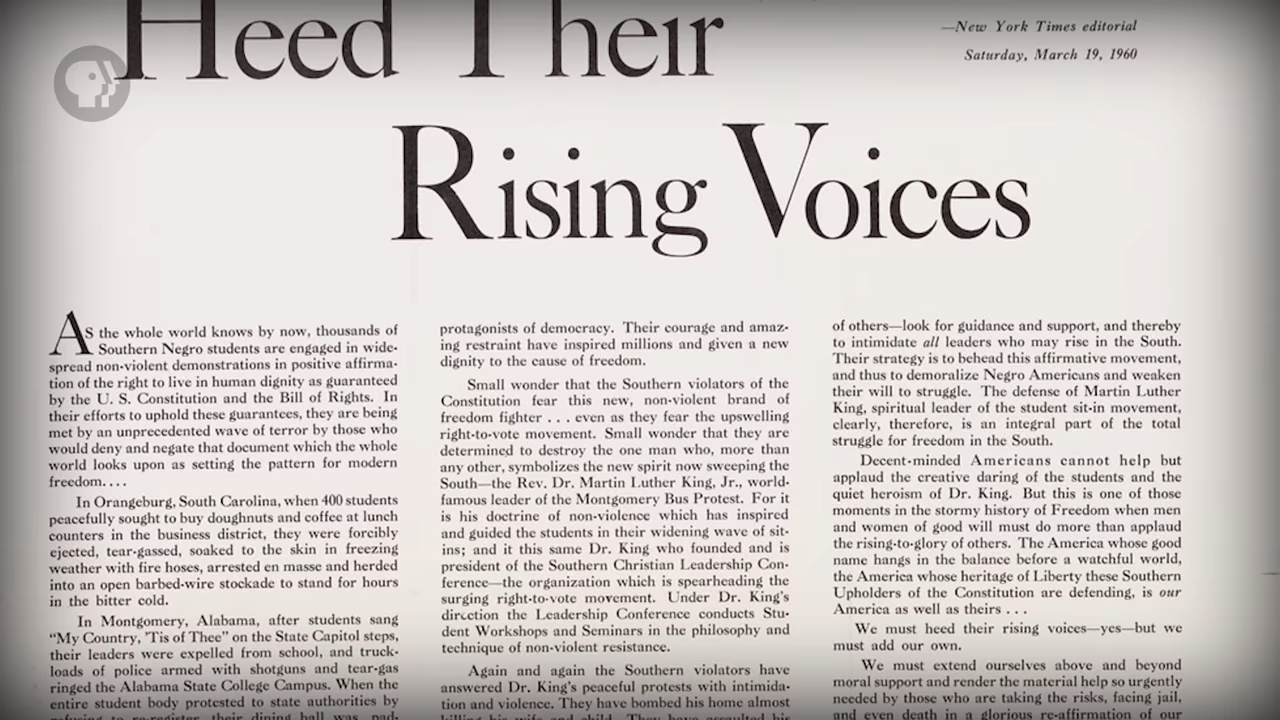 Heed Their
—New York Times editorial
Saturday, March 19, 1960
Rising Voices
As the whole world knows by now, thousands of
Southern Negro students are engaged in wide-
spread non-violent demonstrations in positive affirma-
tion of the right to live in human dignity as guaranteed
by the U. S. Constitution and the Bill of Rights. In
their efforts to uphold these guarantees, they are being
met by an unprecedented wave of terror by those who
would deny and negate that document which the whole
world looks upon as setting the pattern for modern
freedom. . . .
In Orangeburg, South Carolina, when 400 students
peacefully sought to buy doughnuts and coffee at lunch
counters in the business district, they were forcibly
ejected, tear-gassed, soaked to the skin in freezing
weather with fire hoses, arrested en masse and herded
into an open barbed-wire stockade to stand for hours
in the bitter cold.
In Montgomery, Alabama, after students sang
“My Country, 'Tis of Thee” on the State Capitol steps,
their leaders were expelled from school, and truck-
loads of police armed with shotguns and tear-gas
ringed the Alabama State College Campus. When the
entire student body protested to state authorities by
refusing to re-register, their dining hall was pad-
protagonists of democracy. Their courage and amaz-
ing restraint have inspired millions and given a new
dignity to the cause of freedom.
Small wonder that the Southern violators of the
Constitution fear this new, non-violent brand of
freedom fighter . . . even as they fear the upswelling
right-to-vote movement. Small wonder that they are
determined to destroy the one man who, more than
any other, symbolizes the new spirit now sweeping the
South—the Rev. Dr. Martin Luther King, Jr., world-
famous leader of the Montgomery Bus Protest. For it
is his doctrine of non-violence which has inspired
and guided the students in their widening wave of sit-
ins; and it this same Dr. King who founded and is
president of the Southern Christian Leadership Con-
ference—the organization which is spearheading the
surging right-to-vote movement. Under Dr. King's
direction the Leadership Conference conducts Stu-
dent Workshops and Seminars in the philosophy and
technique of non-violent resistance.
Again and again the Southern violators have
answered Dr. King's peaceful protests with intimida-
tion and violence. They have bombed his home almost
killing his wife and child. They have assaulted his
of others—look for guidance and support, and thereby
to intimidate all leaders who may rise in the South.
Their strategy is to behead this affirmative movement,
and thus to demoralize Negro Americans and weaken
their will to struggle. The defense of Martin Luther
King, spiritual leader of the student sit-in movement,
clearly, therefore, is an integral part of the total
struggle for freedom in the South.
Decent-minded Americans cannot help but
applaud the creative daring of the students and the
quiet heroism of Dr. King. But this is one of those
moments in the stormy history of Freedom when men
and women of good will must do more than applaud
the rising-to-glory of others. The America whose good
name hangs in the balance before a watchful world,
the America whose heritage of Liberty these Southern
Upholders of the Constitution are defending, is our
America as well as theirs . . .
We must heed their rising voices—yes—but we
must add our own.
We must extend ourselves above and beyond
moral support and render the material help so urgently
needed by those who are taking the risks, facing jail,
and even death in a glorious re-affirmation of our